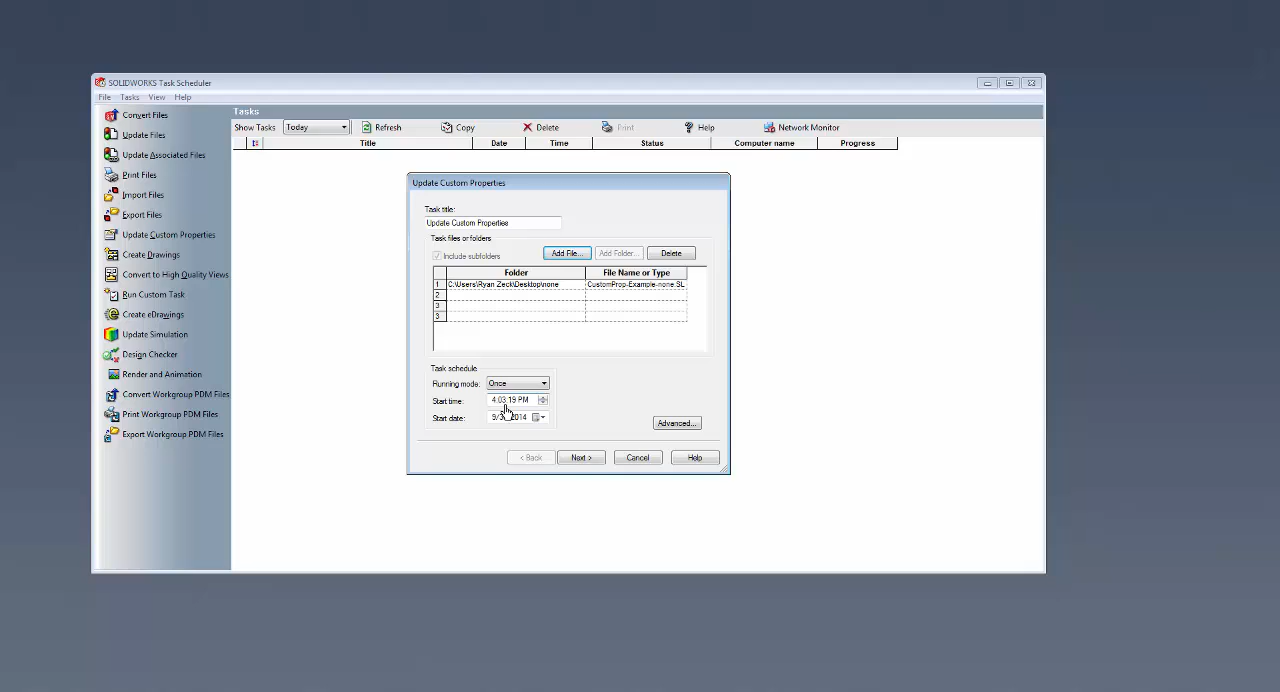 SOLIDWORKS Task Scheduler
File Tasks View Help
Convert Files
Update Files
Update Associated Files
Print Files
Import Files
Export Files
Update Custom Properties
Create Drawings
Convert to High Quality Views
Run Custom Task
Create eDrawings
Update Simulation
Design Checker
Render and Animation
Convert Workgroup PDM Files
Print Workgroup PDM Files
Export Workgroup PDM Files
Tasks
Show Tasks Today Refresh Copy Delete Print Help Network Monitor
Title Date Time Status Computer name Progress
Update Custom Properties
Task title:
Update Custom Properties
Task files or folders
Include subfolders Add File... Add Folder... Delete
Folder File Name or Type
1 C:\Users\Ryan Zeck\Desktop\none CustomProp-Example-none.SL
2
3
3
Task schedule
Running mode: Once
Start time: 4:03:19 PM
Start date:
Advanced...
< Back Next > Cancel Help